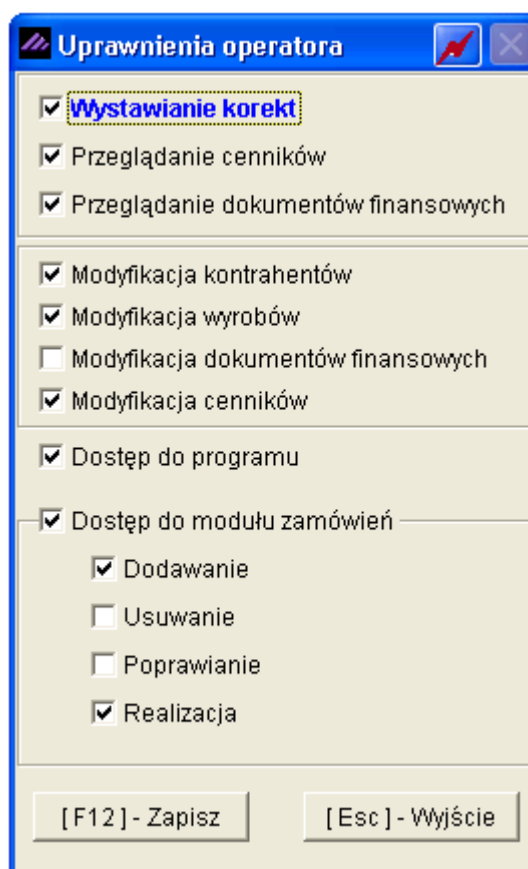 Uprawnienia operatora
Wystawianie korekt
Przeglądanie cenników
Przeglądanie dokumentów finansowych
Modyfikacja kontrahentów
Modyfikacja wyrobów
Modyfikacja dokumentów finansowych
Modyfikacja cenników
Dostęp do programu
Dostęp do modułu zamówień
Dodawanie
Usuwanie
Poprawianie
Realizacja
[ F12 ] - Zapisz
[ Esc ] - Wyjście